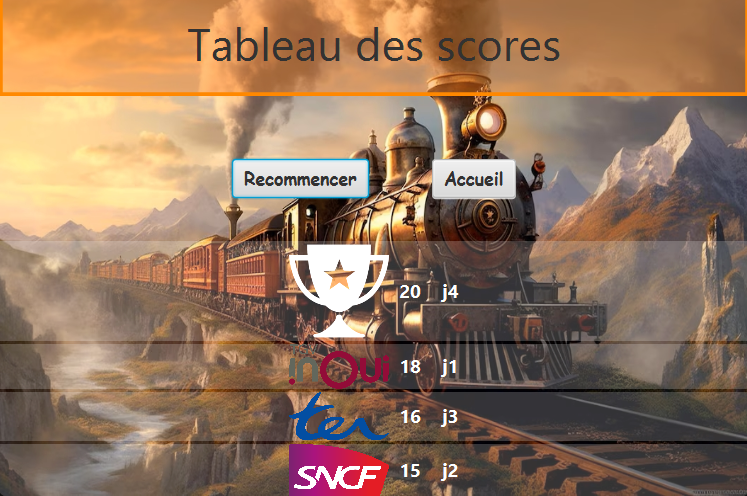 Tableau des scores
Recommencer Accueil
20 j4
inOui 18 j1
ter 16 j3
SNCF 15 j2